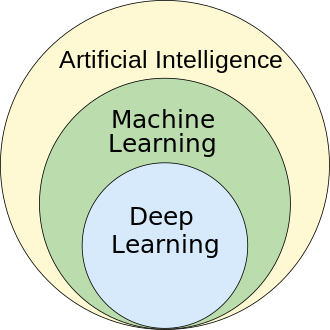 Artificial Intelligence
Machine
Learning
Deep
Learning